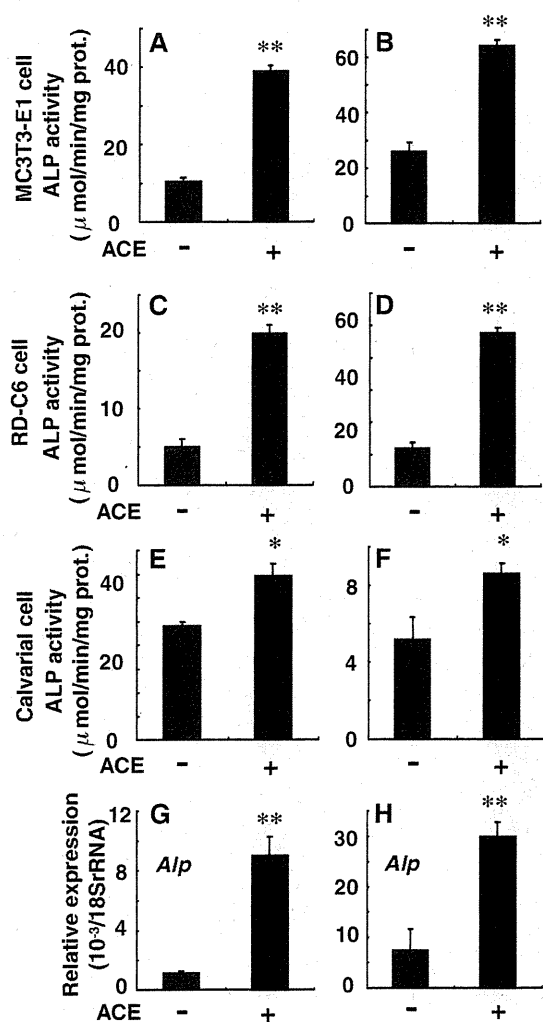 A
B
MC3T3-E1 cell
ALP activity
(μ mol/min/mg prot.)
40
20
0
**
60
40
20
0
**
ACE - +
- +
C
D
RD-C6 cell
ALP activity
(μ mol/min/mg prot.)
20
10
0
**
60
40
20
0
**
ACE - +
- +
E
F
Calvarial cell
ALP activity
(μ mol/min/mg prot.)
40
20
0
*
8
4
0
*
ACE - +
- +
G
H
Relative expression
(10-3/18SrRNA)
12
8
4
0
Alp
**
30
20
10
0
Alp
**
ACE - +
- +